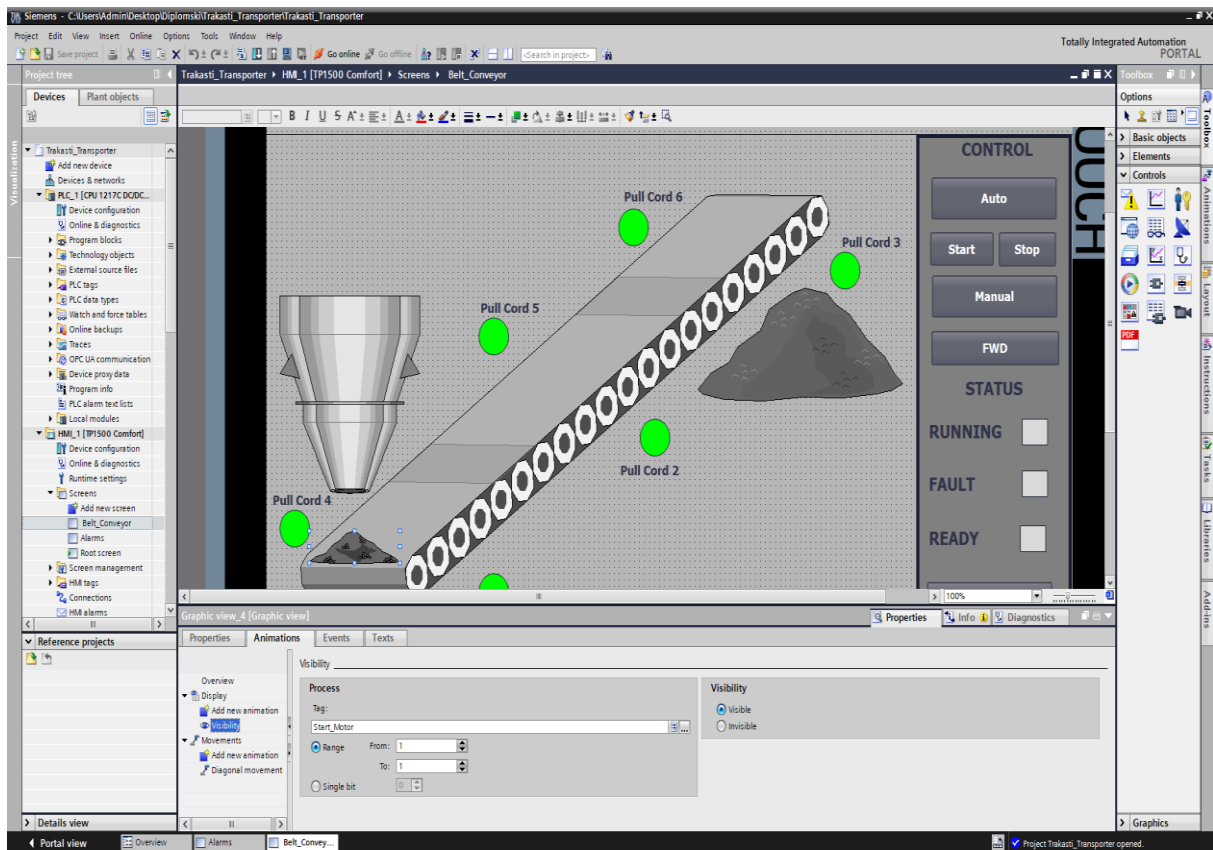 Siemens - C:\Users\Admin\Desktop\Diplomski\Trakasti_Transporter\Trakasti_Transporter
Project Edit View Insert Online Options Tools Window Help
Totally Integrated Automation
PORTAL
Save project
Go online
Go offline
<Search in project>
Project tree
Trakasti_Transporter HMI_1 [TP1500 Comfort] Screens Belt_Conveyor
Toolbox
Devices
Plant objects
Options
B I U S
Visualization
Trakasti_Transporter
Add new device
Devices & networks
PLC_1 [CPU 1217C DC/DC...
Device configuration
Online & diagnostics
Program blocks
Technology objects
External source files
PLC tags
PLC data types
Watch and force tables
Online backups
Traces
OPC UA communication
Device proxy data
Program info
PLC alarm text lists
Local modules
HMI_1 [TP1500 Comfort]
Device configuration
Online & diagnostics
Runtime settings
Screens
Add new screen
Belt_Conveyor
Alarms
Root screen
Screen management
HMI tags
Connections
HMI alarms
Reference projects
Details view
Pull Cord 6
Pull Cord 3
Pull Cord 5
Pull Cord 2
Pull Cord 4
CONTROL
Auto
Start
Stop
Manual
FWD
STATUS
RUNNING
FAULT
READY
OUCH
100%
Basic objects
Elements
Controls
PDF
Graphics
Toolbox
Animations
Layout
Instructions
Tasks
Libraries
Add-ins
Graphic view_4 [Graphic view]
Properties
Info
Diagnostics
Properties
Animations
Events
Texts
Overview
Display
Add new animation
Visibility
Movements
Add new animation
Diagonal movement
Visibility
Process
Tag:
Start_Motor
Range From: 1
To: 1
Single bit 0
Visibility
Visible
Invisible
Portal view
Overview
Alarms
Belt_Convey...
Project Trakasti_Transporter opened.